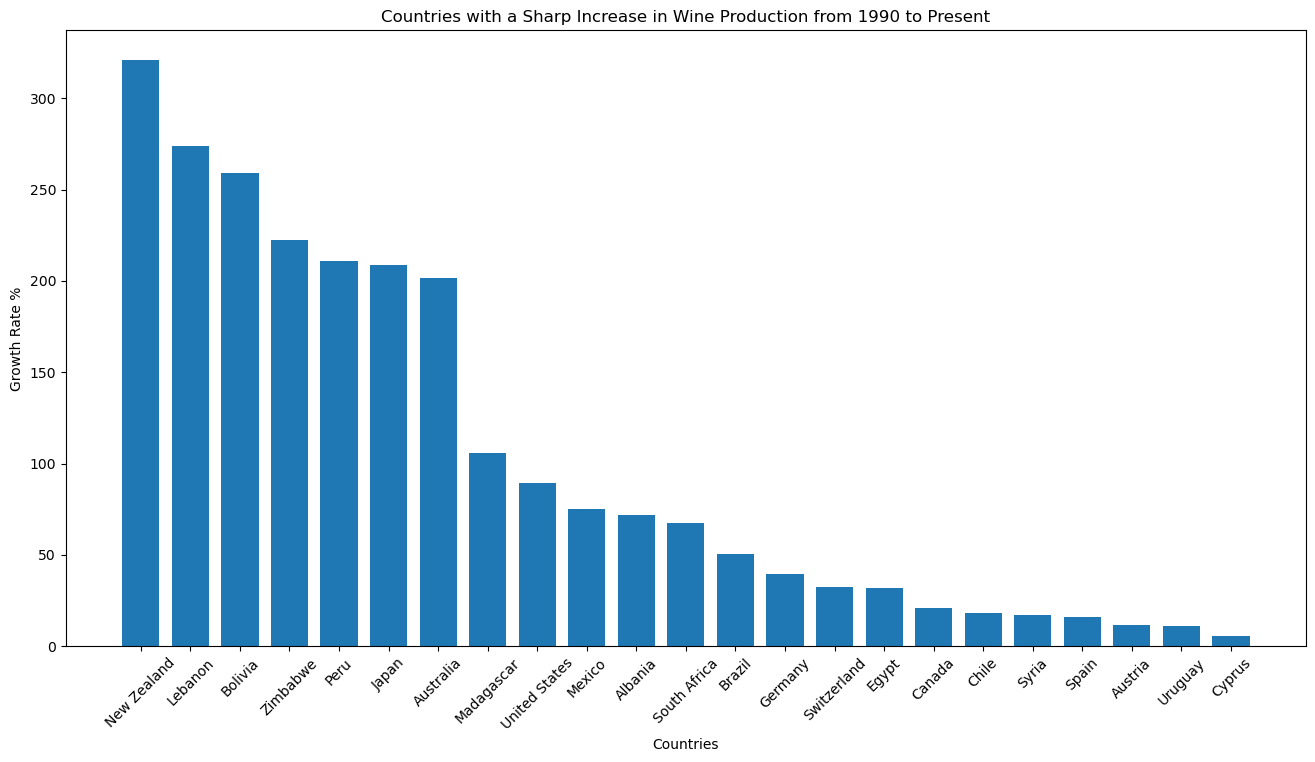 Countries with a Sharp Increase in Wine Production from 1990 to Present
Growth Rate %
300
250
200
150
100
50
0
New Zealand
Lebanon
Bolivia
Zimbabwe
Peru
Japan
Australia
Madagascar
United States
Mexico
Albania
South Africa
Brazil
Germany
Switzerland
Egypt
Canada
Chile
Syria
Spain
Austria
Uruguay
Cyprus
Countries